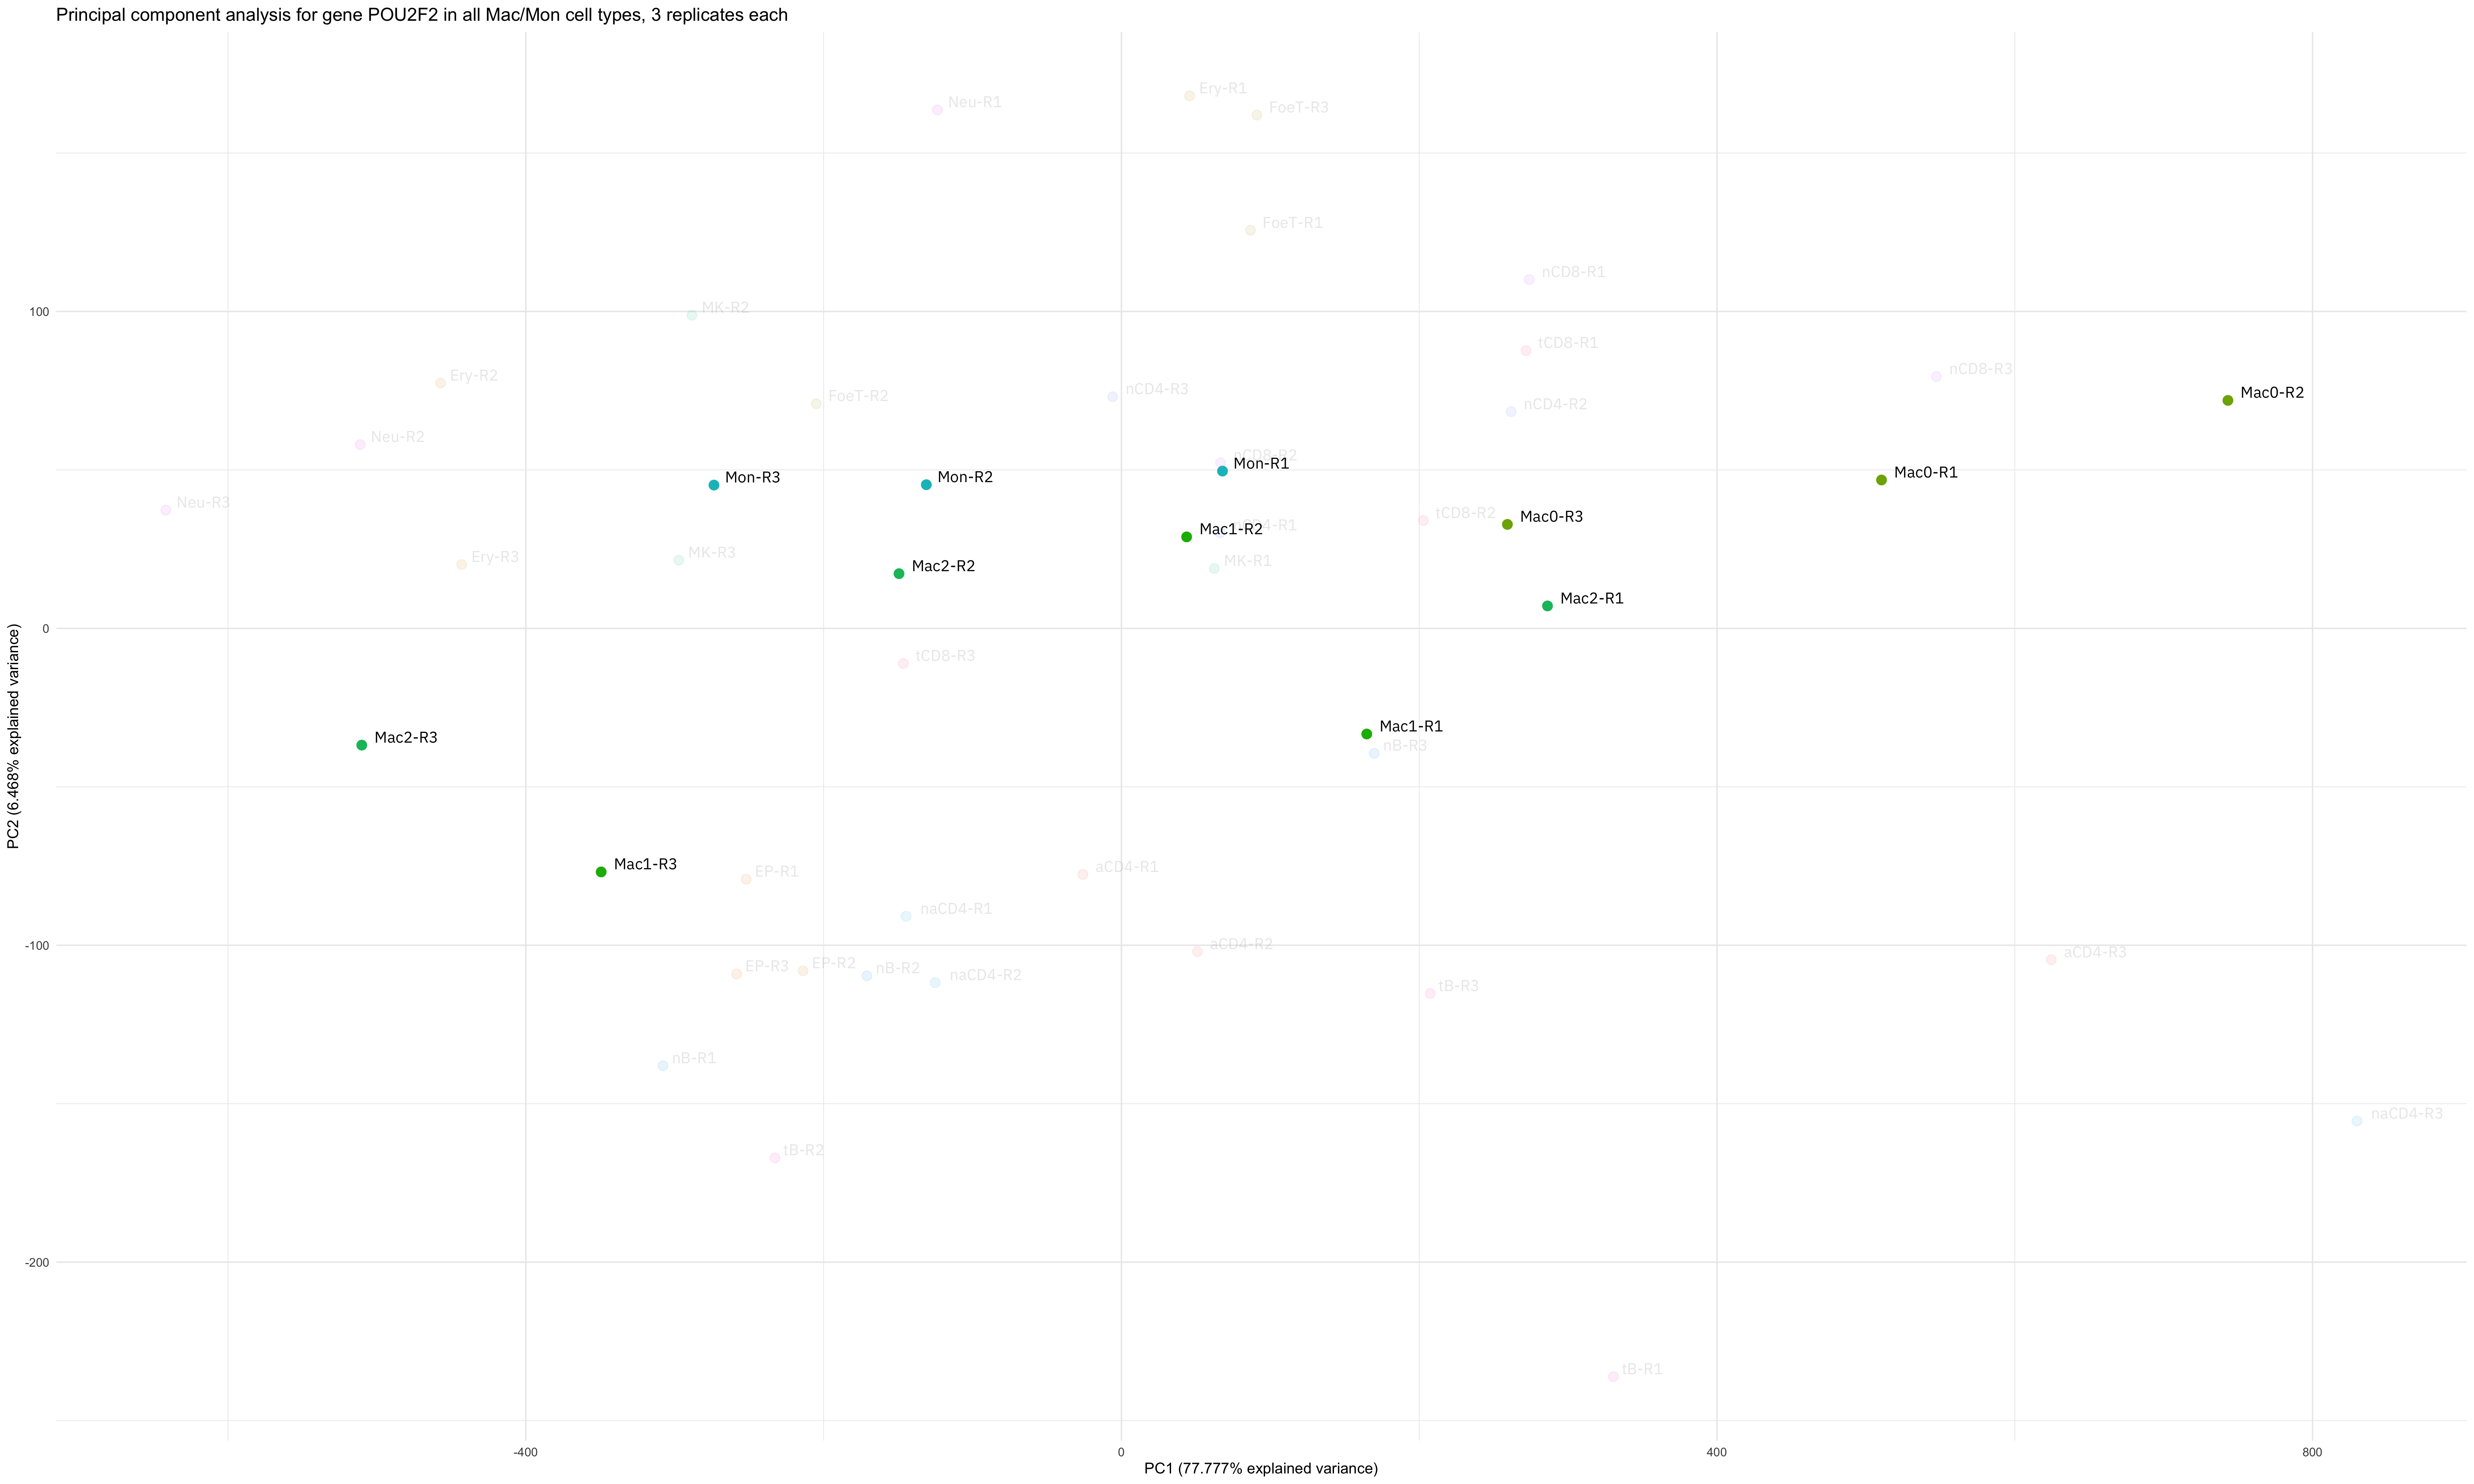 Principal component analysis for gene POU2F2 in all Mac/Mon cell types, 3 replicates each
Ery-R1
Neu-R1
FoeT-R3
FoeT-R1
nCD8-R1
MK-R2
100
tCD8-R1
nCD8-R3
Ery-R2
nCD4-R3
Mac0-R2
FoeT-R2
nCD4-R2
Neu-R2
nCD8-R2
Mon-R1
Mon-R3
Mon-R2
Mac0-R1
Neu-R3
tCD8-R2
Mac0-R3
Mac1-R2
nCD4-R1
Ery-R3
MK-R3
MK-R1
Mac2-R2
Mac2-R1
0
tCD8-R3
Mac1-R1
Mac2-R3
nB-R3
PC2 (6.468% explained variance)
Mac1-R3
EP-R1
aCD4-R1
naCD4-R1
-100
aCD4-R2
aCD4-R3
EP-R3
EP-R2
nB-R2
naCD4-R2
tB-R3
nB-R1
naCD4-R3
tB-R2
-200
tB-R1
-400
0
400
800
PC1 (77.777% explained variance)